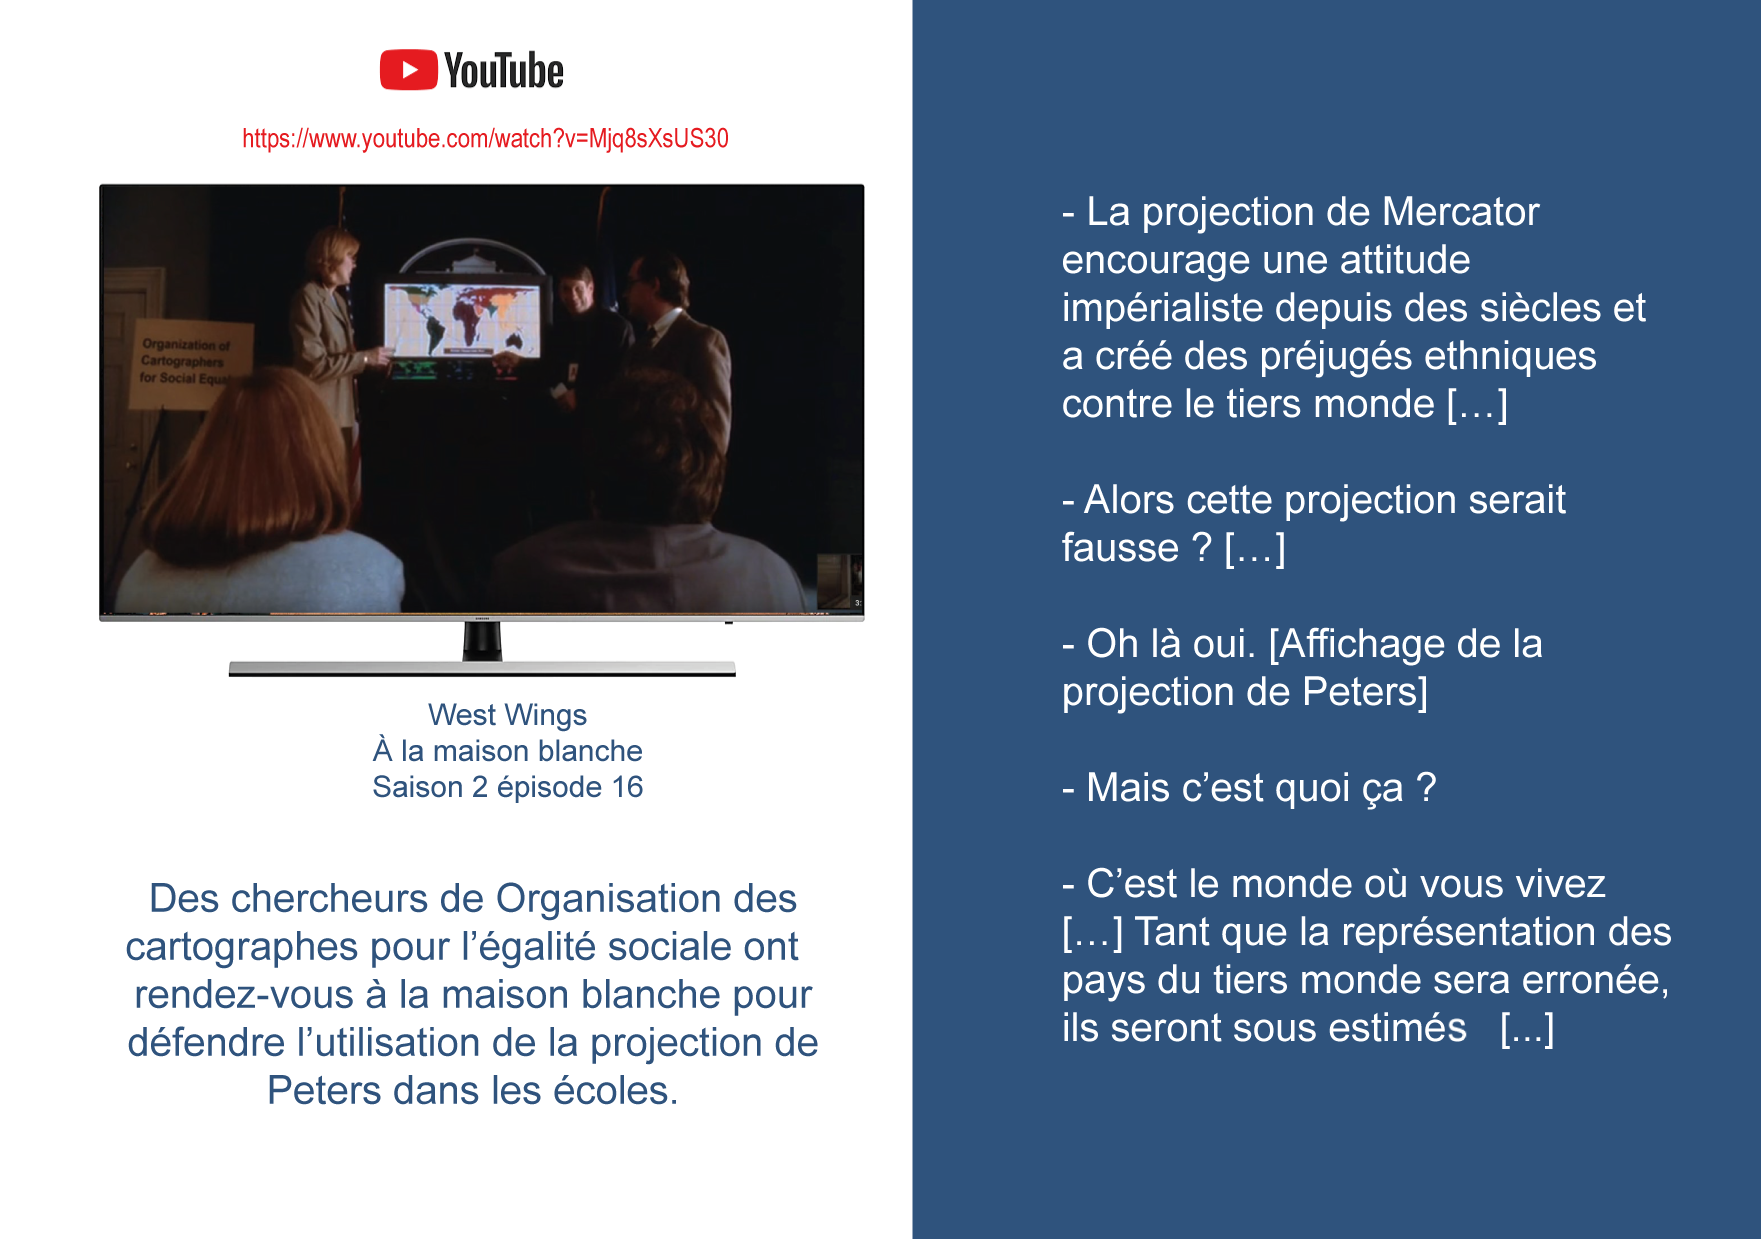 YouTube
https://www.youtube.com/watch?v=Mjq8sXsUS30
Organization of
Cartographers
for Social
West Wings
À la maison blanche
Saison 2 épisode 16
Des chercheurs de Organisation des
cartographes pour l’égalité sociale ont
rendez-vous à la maison blanche pour
défendre l’utilisation de la projection de
Peters dans les écoles.
- La projection de Mercator
encourage une attitude
impérialiste depuis des siècles et
a créé des préjugés ethniques
contre le tiers monde […]
- Alors cette projection serait
fausse ? […]
- Oh là oui. [Affichage de la
projection de Peters]
- Mais c’est quoi ça ?
- C’est le monde où vous vivez
[…] Tant que la représentation des
pays du tiers monde sera erronée,
ils seront sous estimés [...]